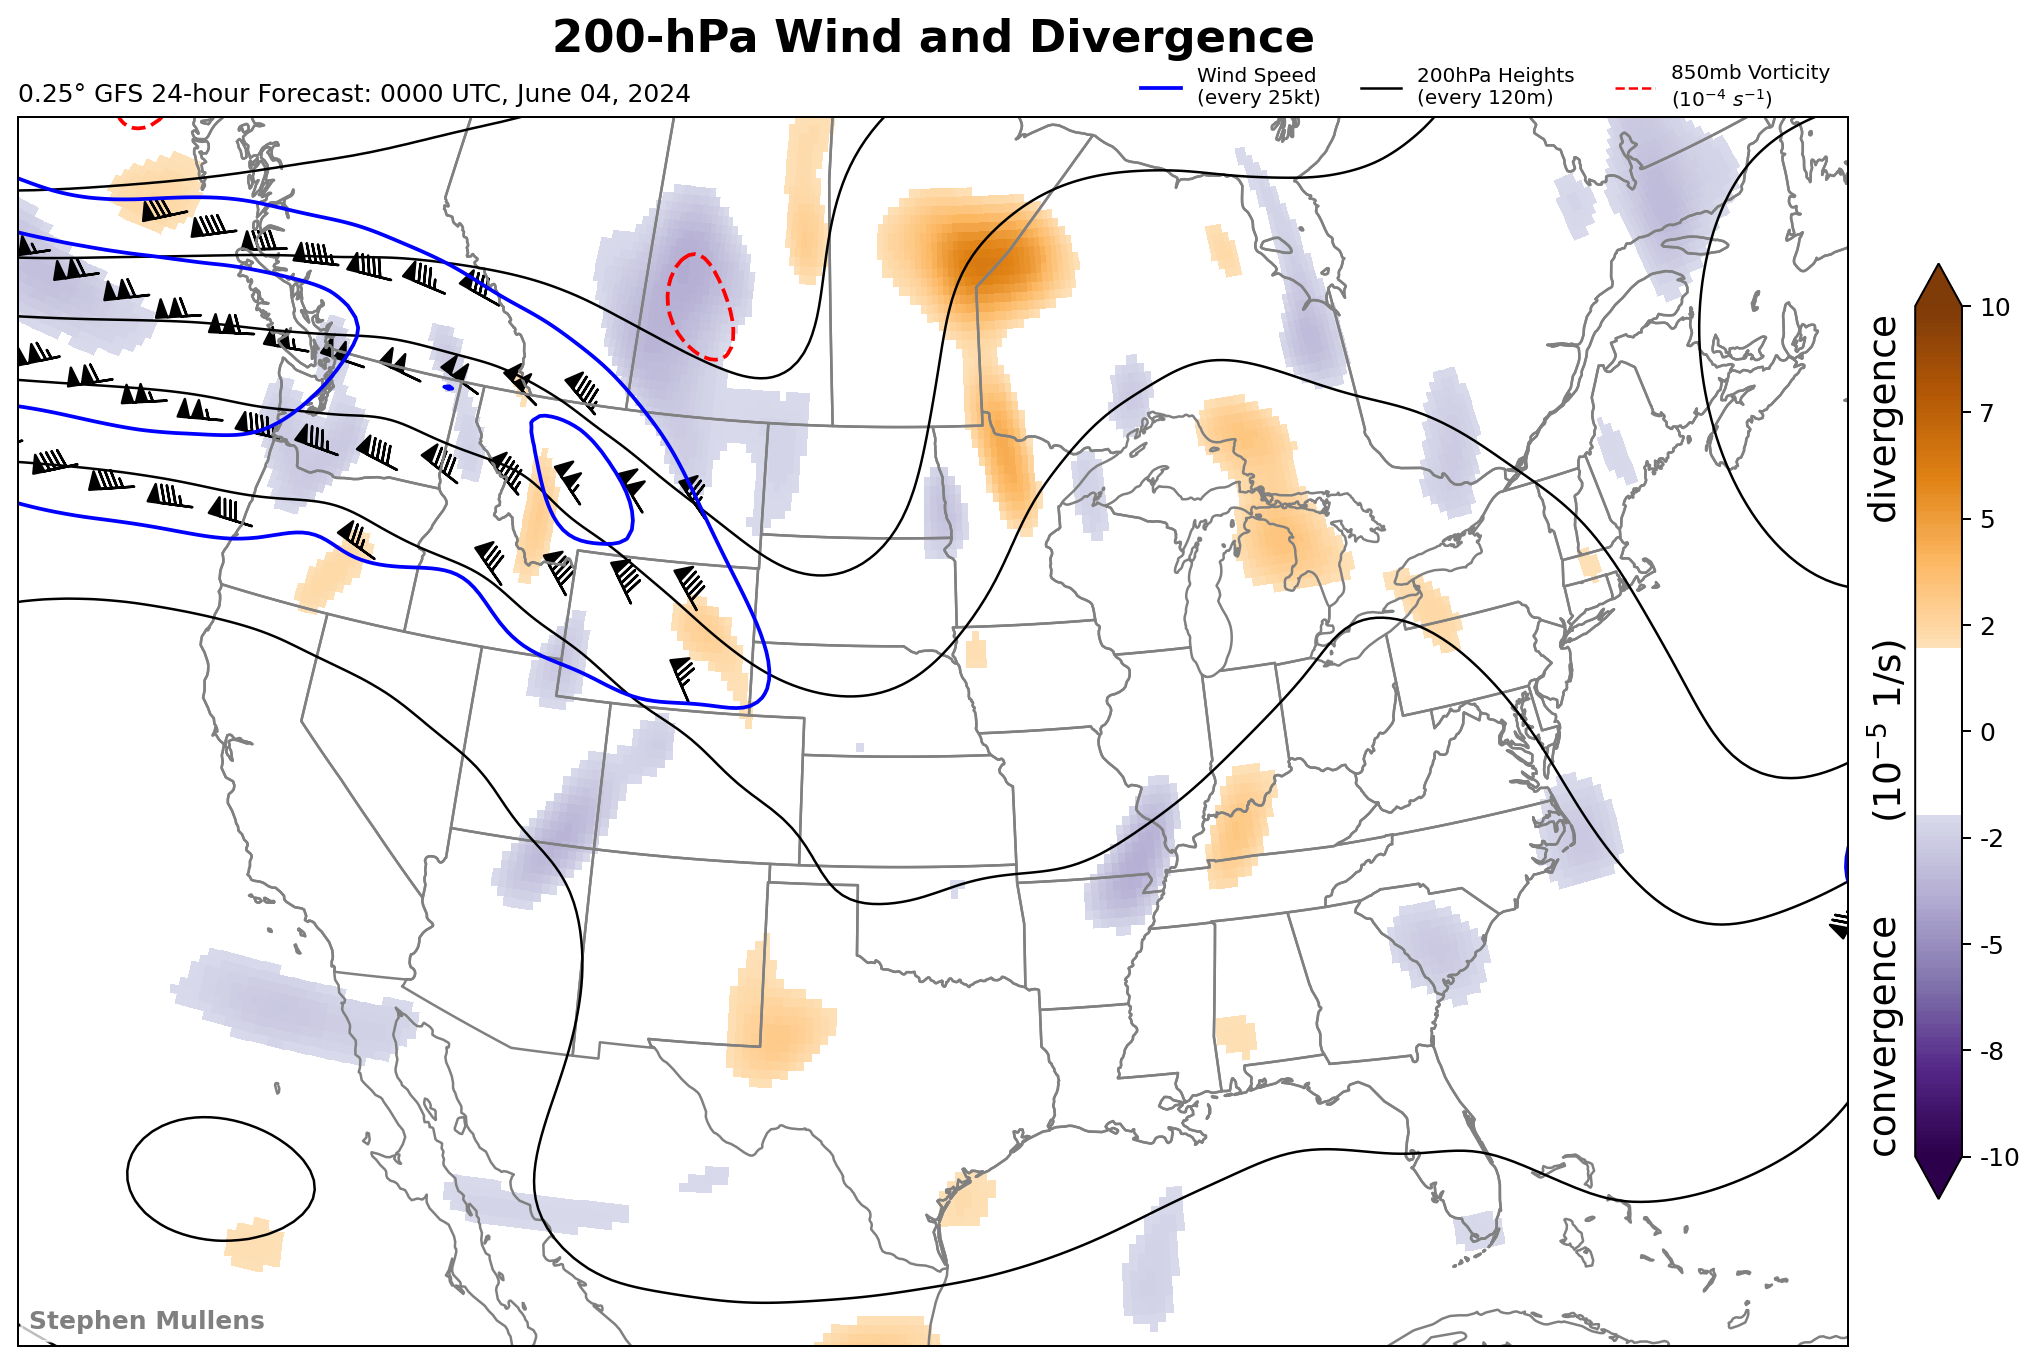 200-hPa Wind and Divergence
0.25° GFS 24-hour Forecast: 0000 UTC, June 04, 2024
Wind Speed
(every 25kt)
200hPa Heights
(every 120m)
850mb Vorticity
(10⁻⁴ s⁻¹)
10
7
5
2
0
-2
-5
-8
-10
convergence (10⁻⁵ 1/s) divergence
Stephen Mullens